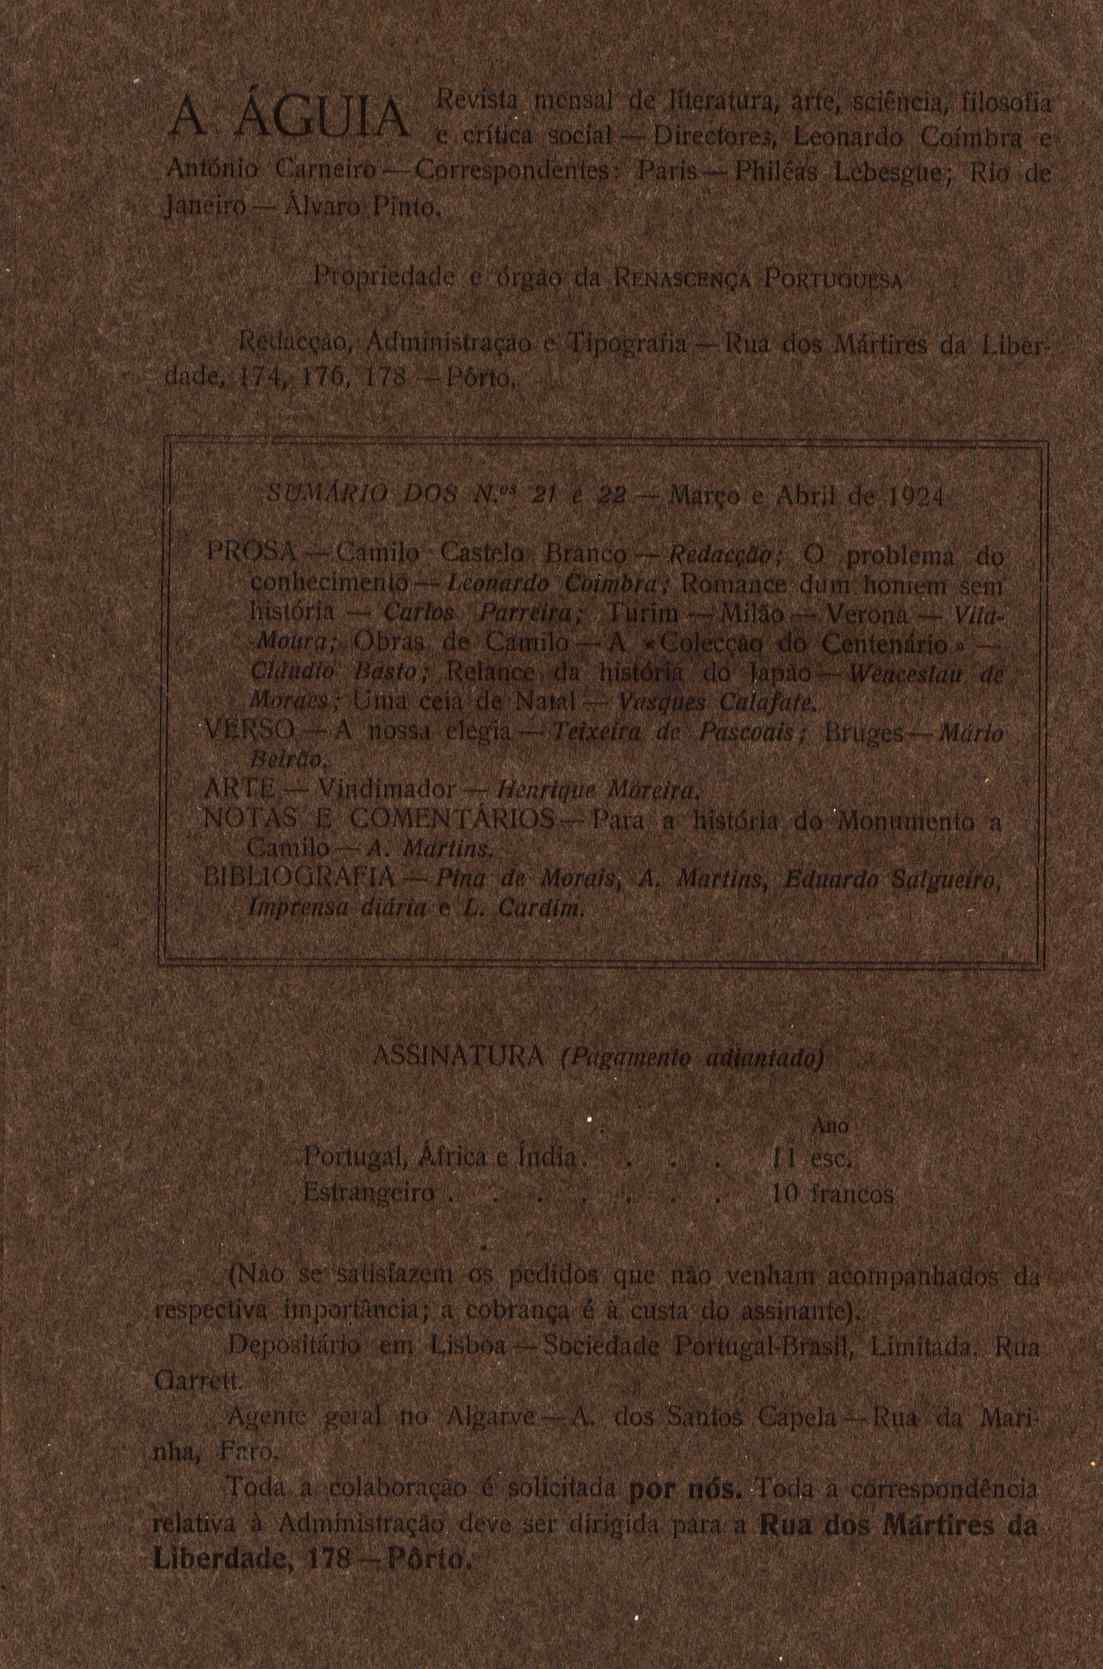 A ÁGUIA Revista mensal de literatura, arte, sciência, filosofia
e crítica social — Directores, Leonardo Coímbra e
António Carneiro — Correspondentes: Paris — Philéas Lebesgue; Rio de
Janeiro — Álvaro Pinto.
Propriedade e órgão da RENASCENÇA PORTUGUESA
Redacção, Administração e Tipografia — Rua dos Mártires da Liber-
dade, 174, 176, 178 — Pôrto.
SUMÁRIO DOS N.os 21 e 22 — Março e Abril de 1924
PROSA — Camilo Castelo Branco — Redacção; O problema do
conhecimento — Leonardo Coimbra; Romance dum homem sem
história — Carlos Parreira; Turim — Milão — Verona — Vila-
-Moura; Obras de Camilo — A «Colecção do Centenário» —
Cláudio Basto; Relance da história do Japão — Wenceslau de
Moraes; Uma ceia de Natal — Vasques Calafate.
VERSO — A nossa elegia — Teixeira de Pascoais; Bruges — Mário
Beirão.
ARTE — Vindimador — Henrique Moreira.
NOTAS E COMENTÁRIOS — Para a história do Monumento a
Camilo — A. Martins.
BIBLIOGRAFIA — Pina de Morais, A. Martins, Eduardo Salgueiro,
Imprensa diária e L. Cardim.
ASSINATURA (Pagamento adiantado)
Ano
Portugal, África e Índia . . . . 11 esc.
Estrangeiro . . . . . . . 10 francos
(Não se satisfazem os pedidos que não venham acompanhados da
respectiva importância; a cobrança é à custa do assinante).
Depositário em Lisboa — Sociedade Portugal-Brasil, Limitada. Rua
Garrett.
Agente geral no Algarve — A. dos Santos Capela — Rua da Mari-
nha, Faro.
Toda a colaboração é solicitada por nós. Toda a correspondência
relativa à Administração deve ser dirigida para a Rua dos Mártires da
Liberdade, 178 — Pôrto.